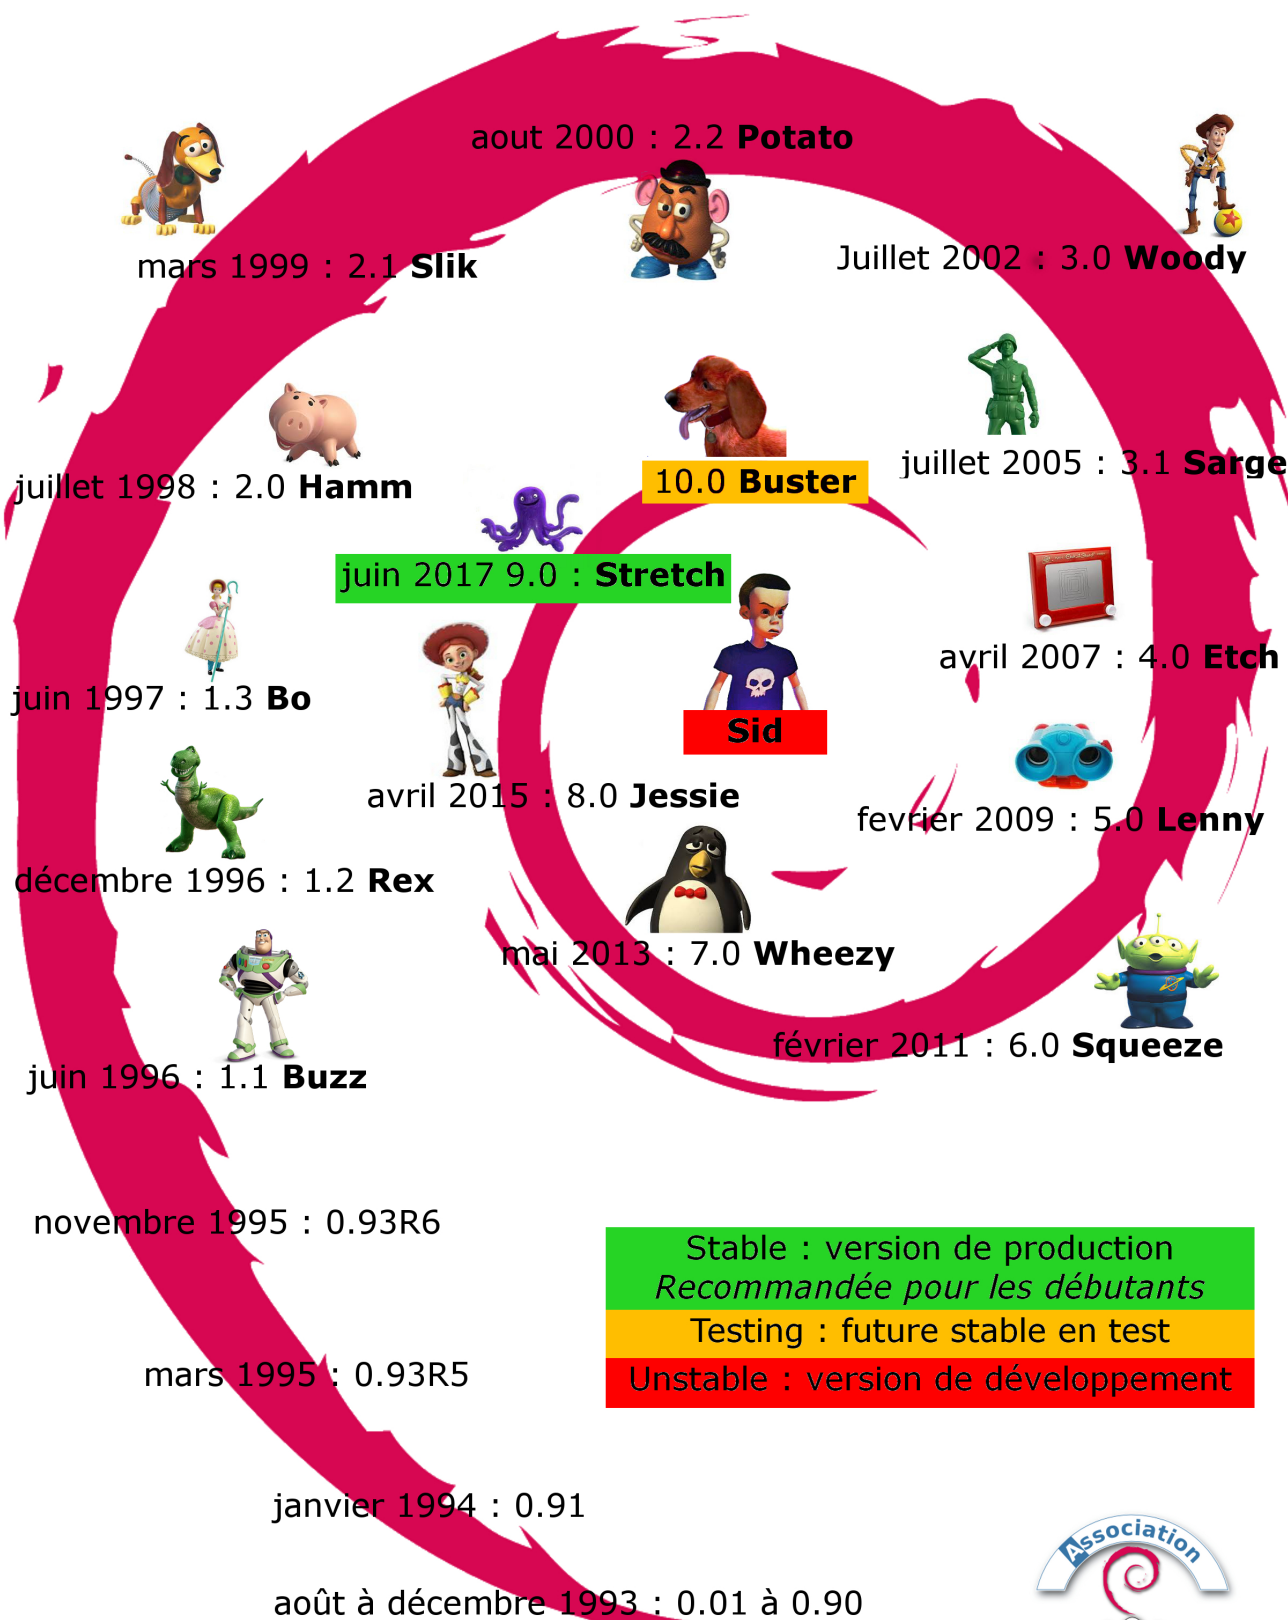 aout 2000 : 2.2 Potato
mars 1999 : 2.1 Slik
Juillet 2002 : 3.0 Woody
juillet 1998 : 2.0 Hamm
10.0 Buster
juillet 2005 : 3.1 Sarge
juin 2017 9.0 : Stretch
avril 2007 : 4.0 Etch
juin 1997 : 1.3 Bo
Sid
avril 2015 : 8.0 Jessie
fevrier 2009 : 5.0 Lenny
décembre 1996 : 1.2 Rex
mai 2013 : 7.0 Wheezy
février 2011 : 6.0 Squeeze
juin 1996 : 1.1 Buzz
novembre 1995 : 0.93R6
Stable : version de production
Recommandée pour les débutants
Testing : future stable en test
Unstable : version de développement
mars 1995 : 0.93R5
janvier 1994 : 0.91
Association
août à décembre 1993 : 0.01 à 0.90